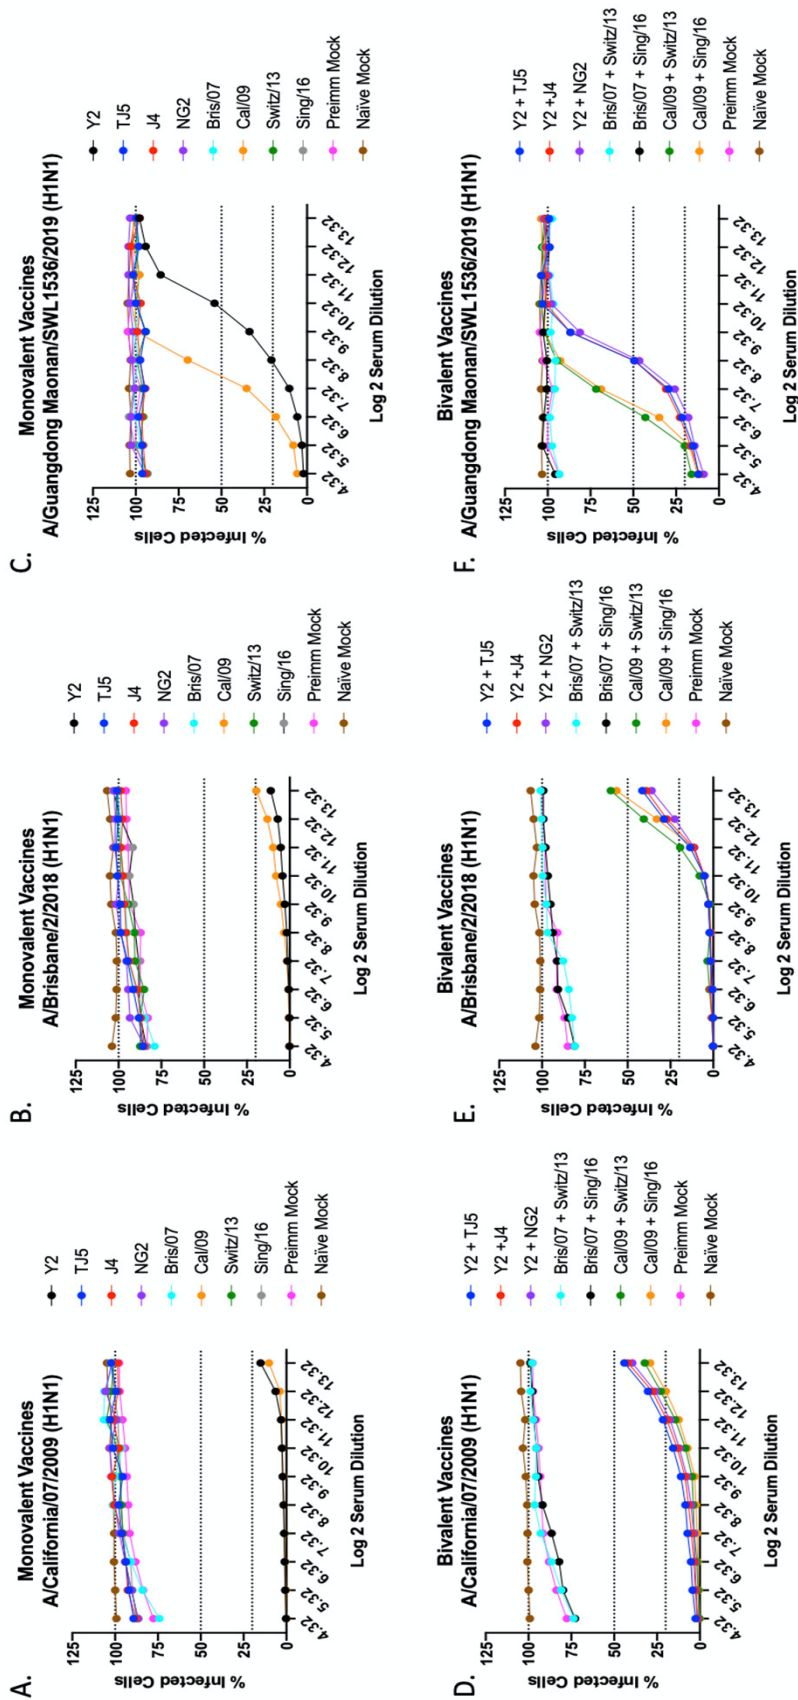 A.
Monovalent Vaccines
A/California/07/2009 (H1N1)
125
100
75
50
25
0
% Infected Cells
4.32
5.32
6.32
7.32
8.32
9.32
10.32
11.32
12.32
13.32
Log 2 Serum Dilution
Y2
TJ5
J4
NG2
Bris/07
Cal/09
Switz/13
Sing/16
Preimm Mock
Naïve Mock
B.
Monovalent Vaccines
A/Brisbane/2/2018 (H1N1)
125
100
75
50
25
0
% Infected Cells
4.32
5.32
6.32
7.32
8.32
9.32
10.32
11.32
12.32
13.32
Log 2 Serum Dilution
Y2
TJ5
J4
NG2
Bris/07
Cal/09
Switz/13
Sing/16
Preimm Mock
Naïve Mock
C.
Monovalent Vaccines
A/Guangdong Maonan/SWL1536/2019 (H1N1)
125
100
75
50
25
0
% Infected Cells
4.32
5.32
6.32
7.32
8.32
9.32
10.32
11.32
12.32
13.32
Log 2 Serum Dilution
Y2
TJ5
J4
NG2
Bris/07
Cal/09
Switz/13
Sing/16
Preimm Mock
Naïve Mock
D.
Bivalent Vaccines
A/California/07/2009 (H1N1)
125
100
75
50
25
0
% Infected Cells
4.32
5.32
6.32
7.32
8.32
9.32
10.32
11.32
12.32
13.32
Log 2 Serum Dilution
Y2 + TJ5
Y2 +J4
Y2 + NG2
Bris/07 + Switz/13
Bris/07 + Sing/16
Cal/09 + Switz/13
Cal/09 + Sing/16
Preimm Mock
Naïve Mock
E.
Bivalent Vaccines
A/Brisbane/2/2018 (H1N1)
125
100
75
50
25
0
% Infected Cells
4.32
5.32
6.32
7.32
8.32
9.32
10.32
11.32
12.32
13.32
Log 2 Serum Dilution
Y2 + TJ5
Y2 +J4
Y2 + NG2
Bris/07 + Switz/13
Bris/07 + Sing/16
Cal/09 + Switz/13
Cal/09 + Sing/16
Preimm Mock
Naïve Mock
F.
Bivalent Vaccines
A/Guangdong Maonan/SWL1536/2019 (H1N1)
125
100
75
50
25
0
% Infected Cells
4.32
5.32
6.32
7.32
8.32
9.32
10.32
11.32
12.32
13.32
Log 2 Serum Dilution
Y2 + TJ5
Y2 +J4
Y2 + NG2
Bris/07 + Switz/13
Bris/07 + Sing/16
Cal/09 + Switz/13
Cal/09 + Sing/16
Preimm Mock
Naïve Mock